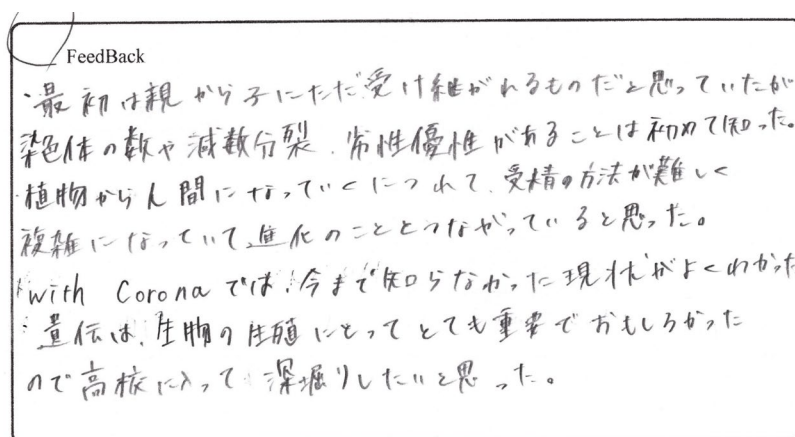 FeedBack
・最初は親から子にただ受け継がれるものだと思っていたが
染色体の数や減数分裂、劣性優性があることは初めて知った。
・植物から人間になっていくにつれて、受精の方法が難しく
複雑になっていて進化のこととつながっていると思った。
with Coronaでは、今まで知らなかった現状がよくわかった
・遺伝は、生物の生殖にとってとても重要でおもしろかった
ので高校に入って深堀りしたいと思った。